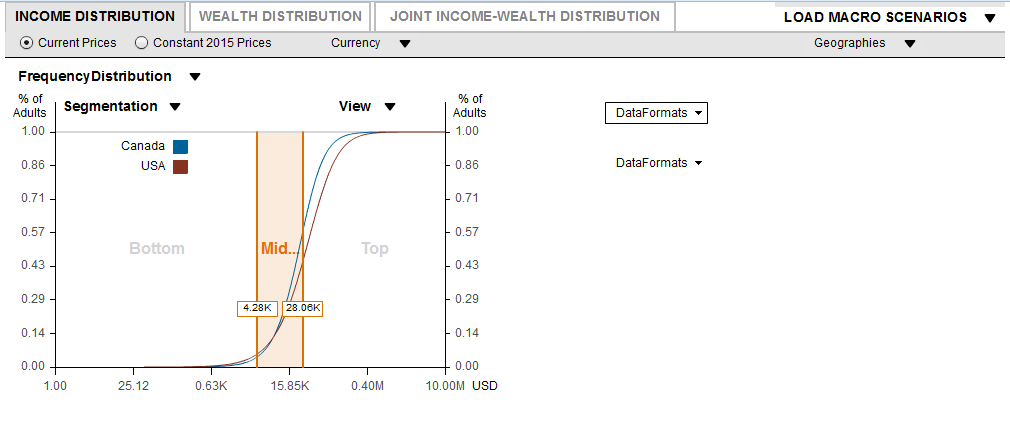 INCOME DISTRIBUTION WEALTH DISTRIBUTION JOINT INCOME-WEALTH DISTRIBUTION LOAD MACRO SCENARIOS
Current Prices Constant 2015 Prices Currency Geographies
FrequencyDistribution
% of Adults
Segmentation View
% of Adults
DataFormats
DataFormats
1.00 1.00
Canada
USA
0.86 0.86
0.71 0.71
0.57 0.57
Bottom Mid... Top
0.43 0.43
0.29 0.29
4.28K 28.06K
0.14 0.14
0.00 0.00
1.00 25.12 0.63K 15.85K 0.40M 10.00M USD